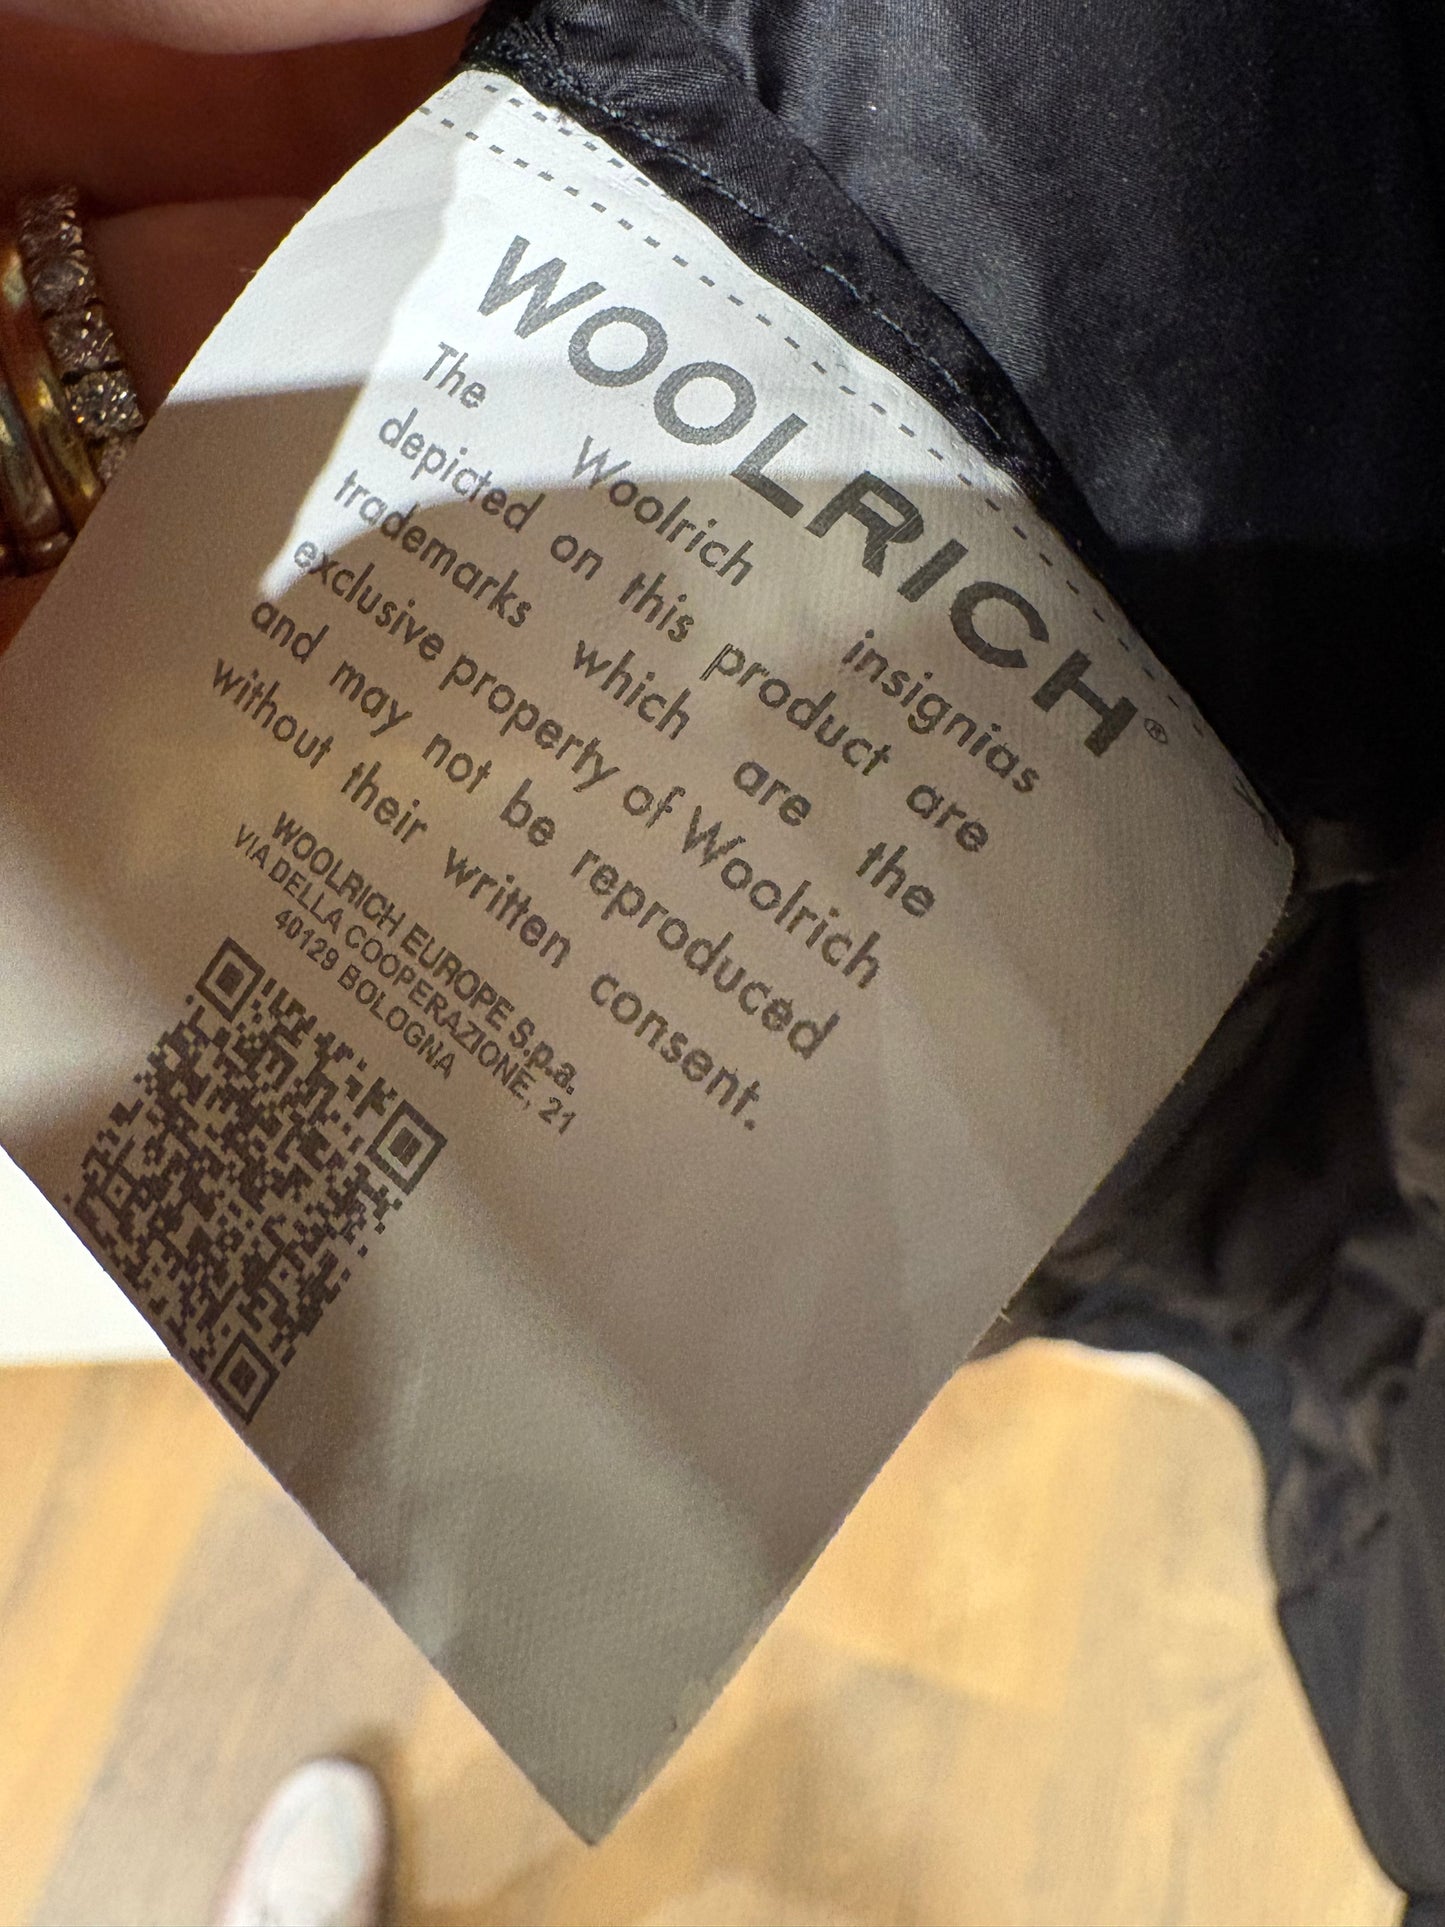 WOOLRICH®
The Woolrich insignias
depicted on this product are
trademarks which are the
exclusive property of Woolrich
and may not be reproduced
without their written consent.
WOOLRICH EUROPE S.p.a.
VIA DELLA COOPERAZIONE, 21
40129 BOLOGNA